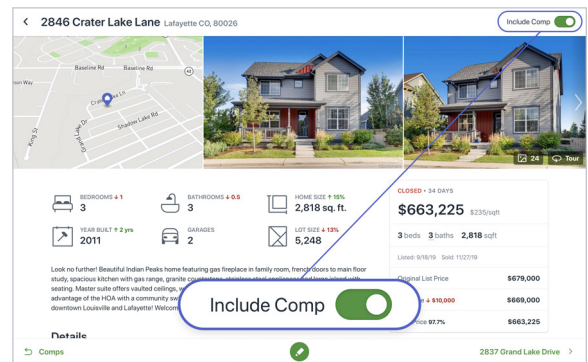 2846 Crater Lake Lane Lafayette CO, 80026
Include Comp
Baseline Rd Baseline Rd
Crater Lake Ln
Shadow Lake Rd
King St
24 Tour
BEDROOMS ↓ 1
3
BATHROOMS ↓ 0.5
3
HOME SIZE ↑ 15%
2,818 sq. ft.
YEAR BUILT ↑ 2 yrs
2011
GARAGES
2
LOT SIZE ↓ 13%
5,248
CLOSED • 34 DAYS
$663,225 $235/sqft
3 beds 3 baths 2,818 sqft
Listed: 9/18/19 Sold: 11/27/19
Original List Price $679,000
↓ $10,000 $669,000
Price 97.7% $663,225
Look no further! Beautiful Indian Peaks home featuring gas fireplace in family room, french doors to main floor
study, spacious kitchen with gas range, granite
seating. Master suite offers vaulted ceilings,
advantage of the HOA with a community
downtown Louisville and Lafayette!
Include Comp
Details
Comps
2837 Grand Lake Drive